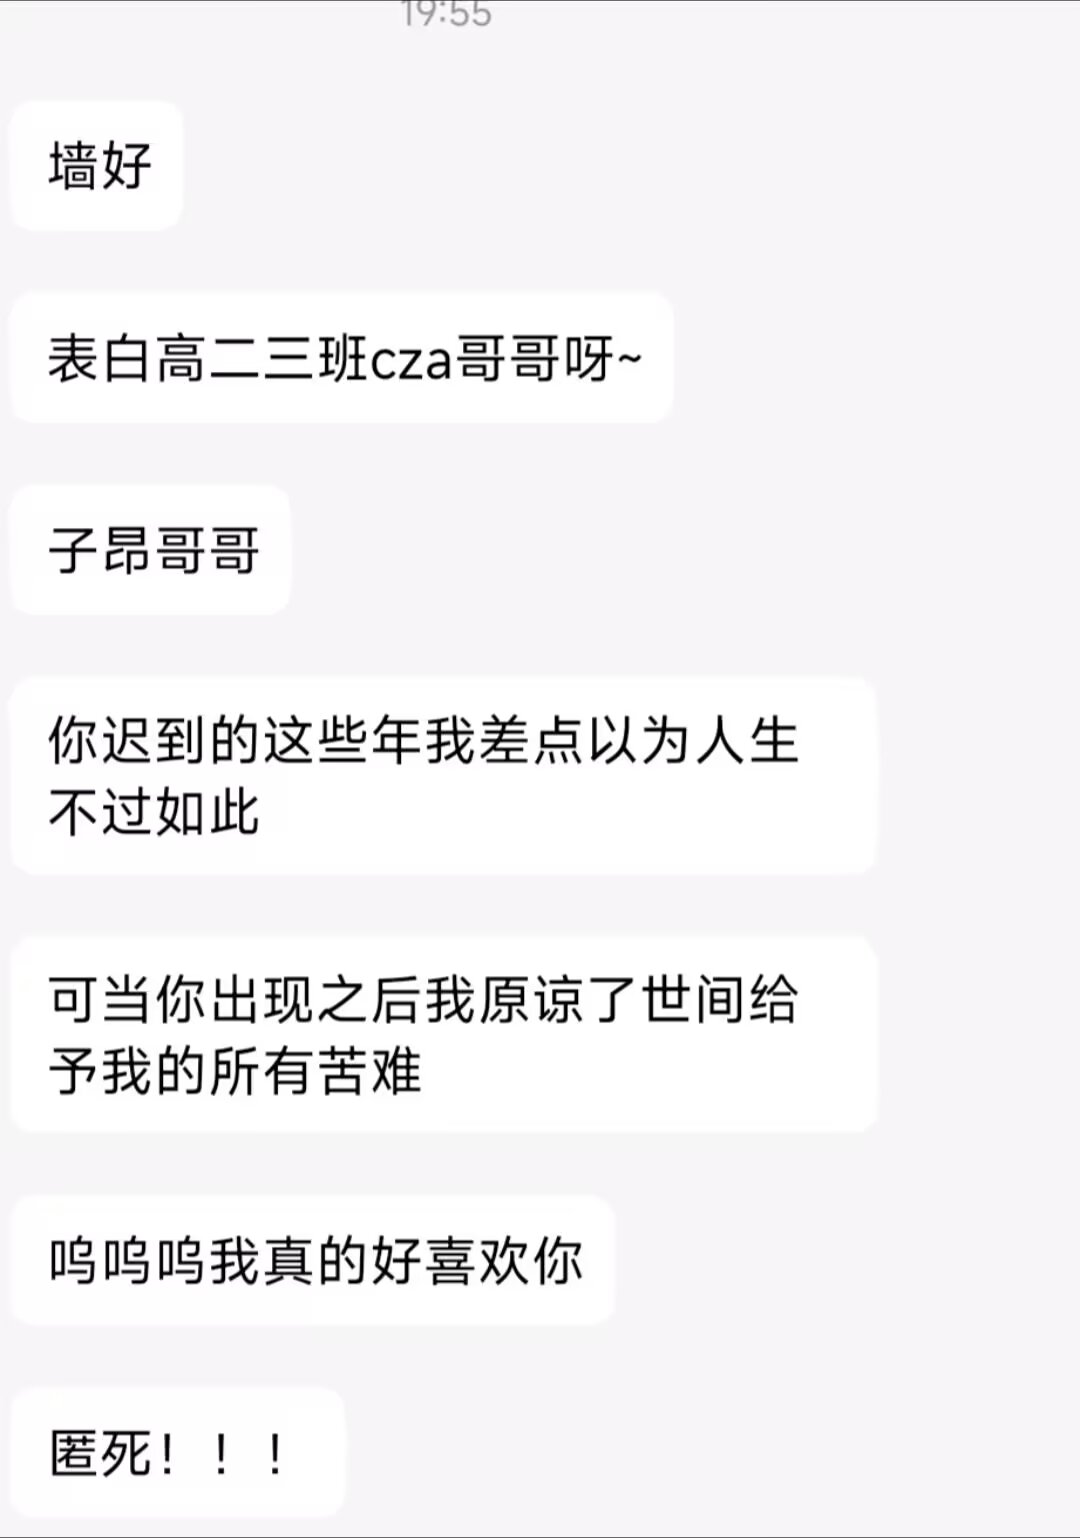 19:55
墙好
表白高二三班cza哥哥呀~
子昂哥哥
你迟到的这些年我差点以为人生
不过如此
可当你出现之后我原谅了世间给
予我的所有苦难
呜呜呜我真的好喜欢你
匿死！！！